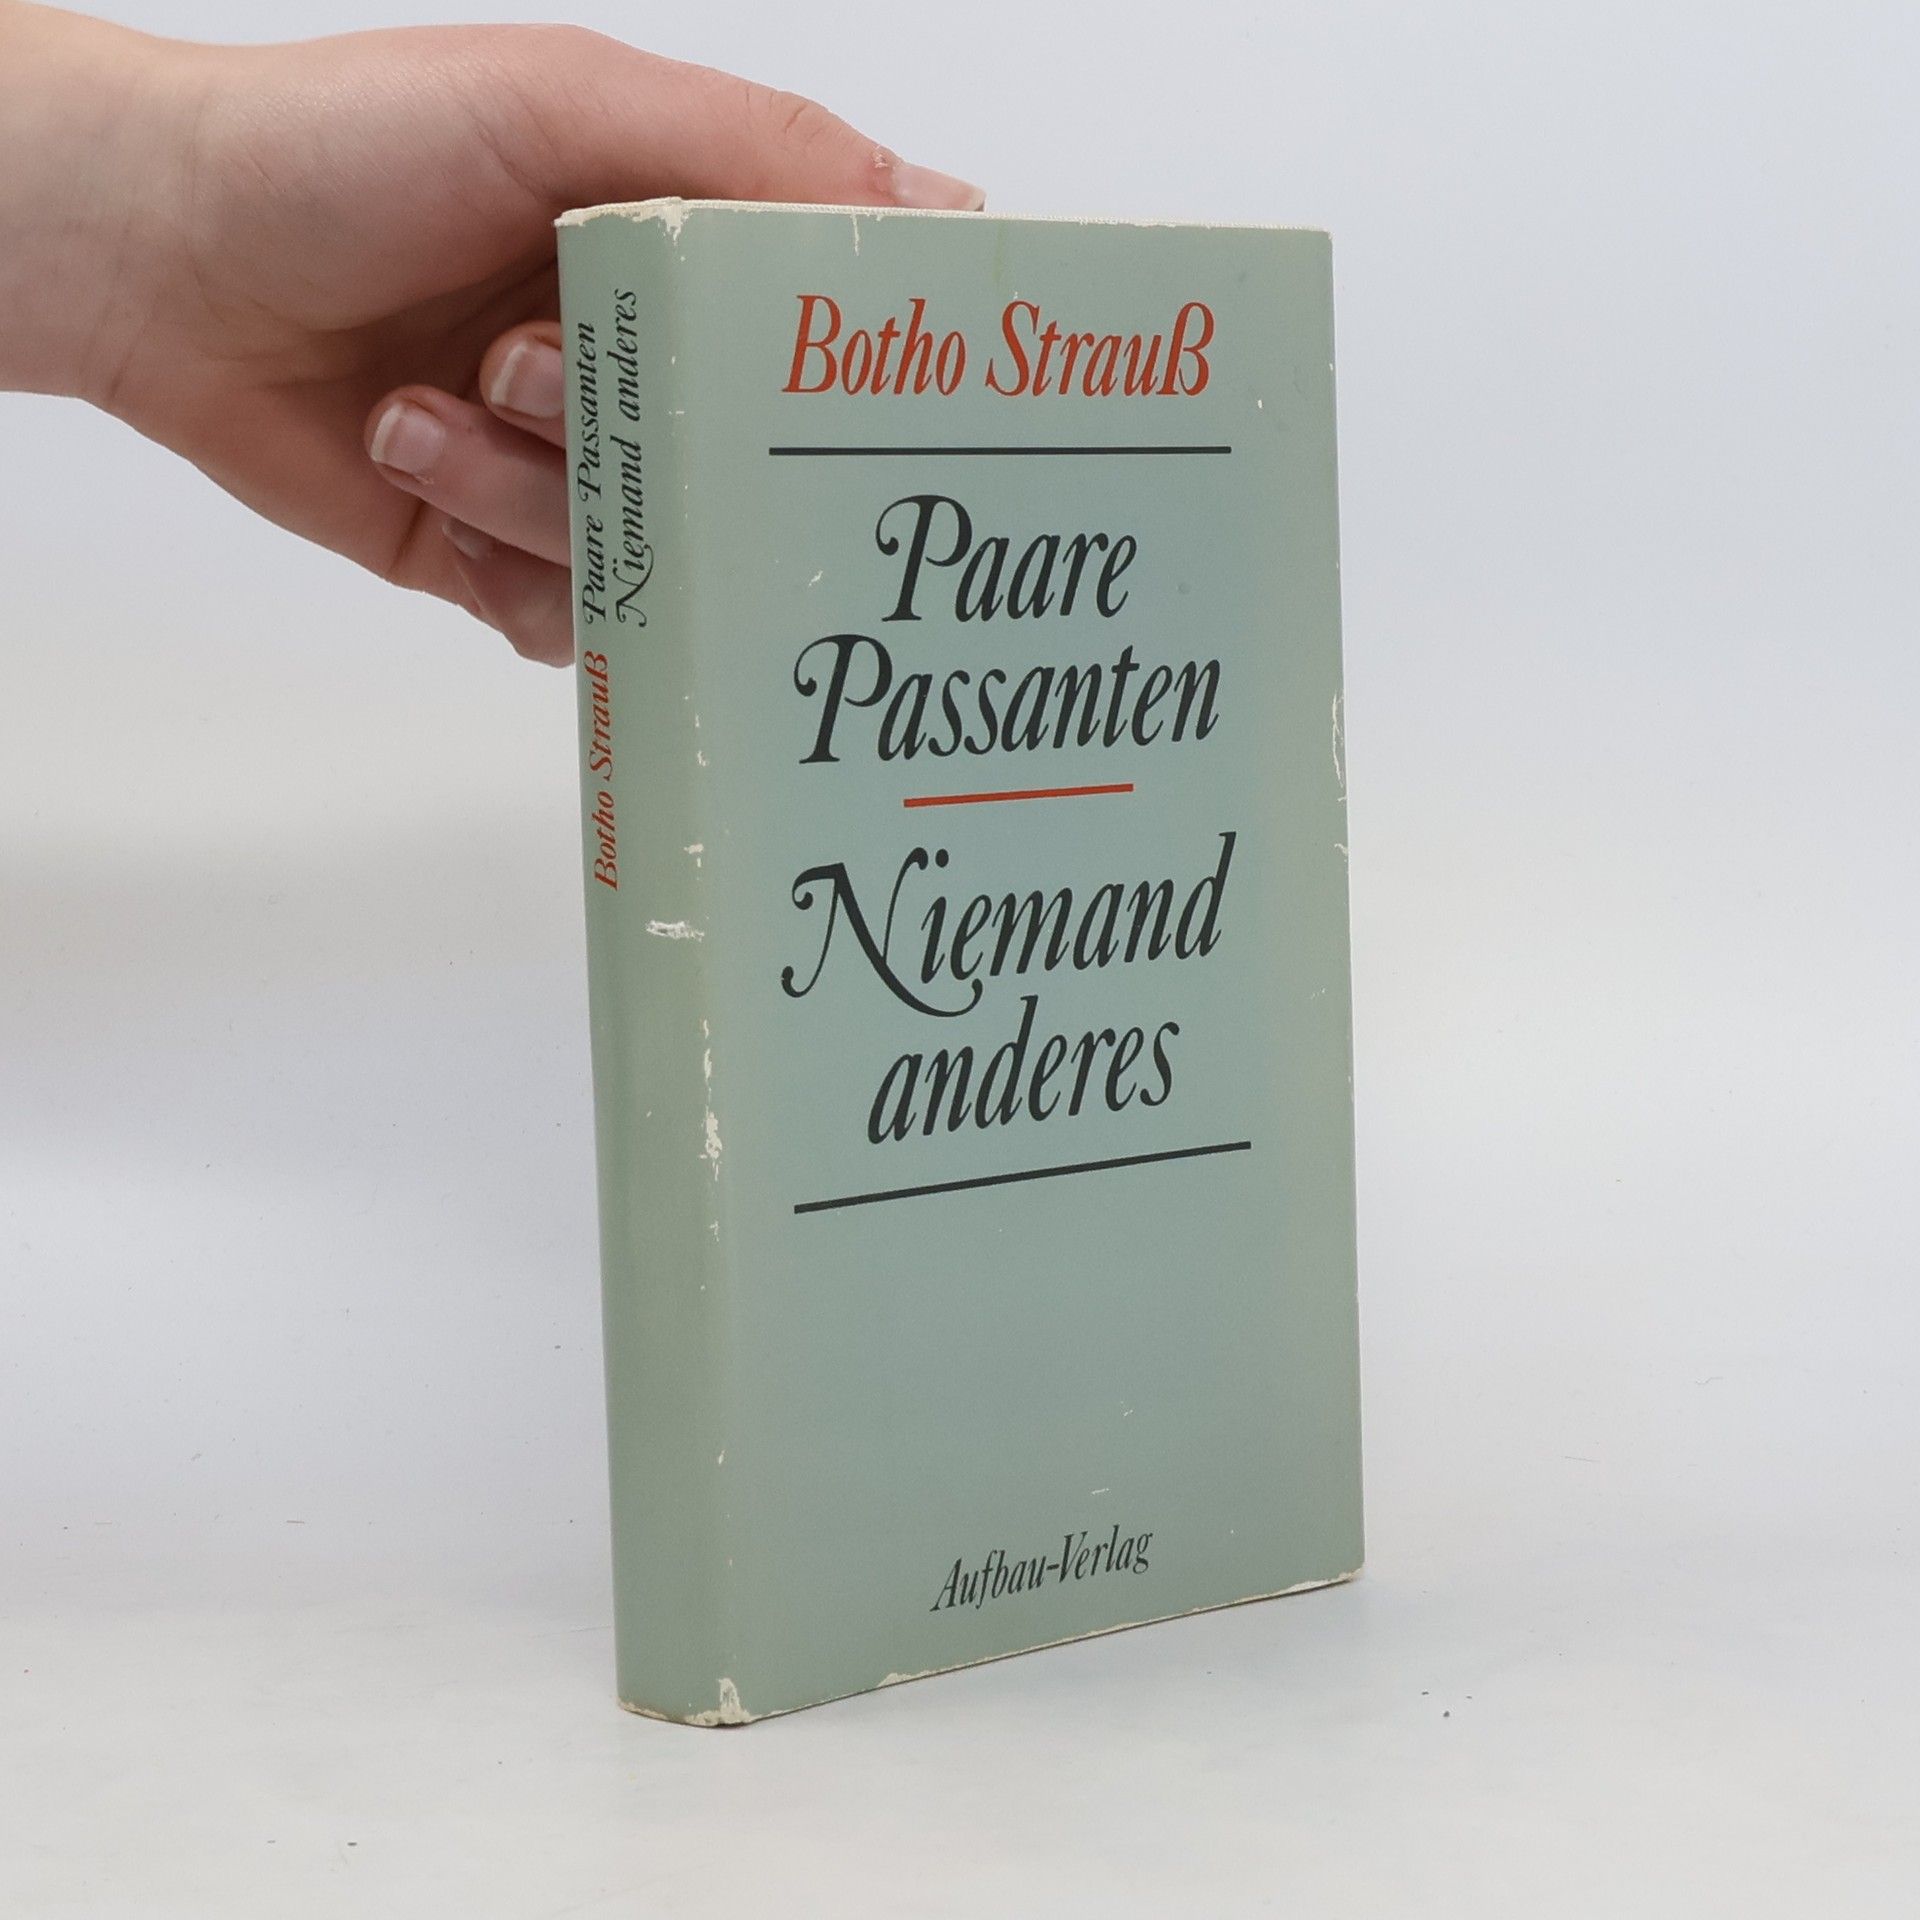 Botho Strauß
Paare
Passanten
Niemand
anderes
Aufbau-Verlag
Botho Strauß Paare Passanten
Niemand anderes